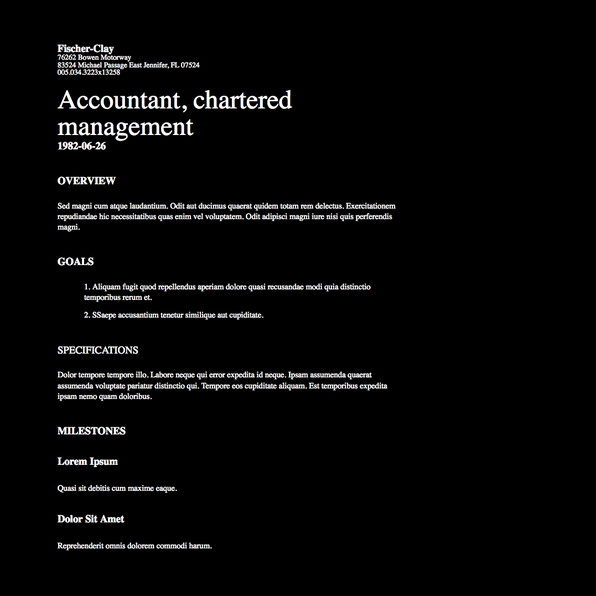 Fischer-Clay
76262 Bowen Motorway
83524 Michael Passage East Jennifer, FL 07524
005.034.3223x13258
Accountant, chartered
management
1982-06-26
OVERVIEW
Sed magni cum atque laudantium. Odit aut ducimus quaerat quidem totam rem delectus. Exercitationem
repudiandae hic necessitatibus quas enim vel voluptatem. Odit adipisci magni iure nisi quis perferendis
magni.
GOALS
1. Aliquam fugit quod repellendus aperiam dolore quasi recusandae modi quia distinctio
temporibus rerum et.
2. SSaepe accusantium tenetur similique aut cupiditate.
SPECIFICATIONS
Dolor tempore tempore illo. Labore neque qui error expedita id neque. Ipsam assumenda quaerat
assumenda voluptate pariatur distinctio qui. Tempore eos cupiditate aliquam. Est temporibus expedita
ipsam nemo quam doloribus.
MILESTONES
Lorem Ipsum
Quasi sit debitis cum maxime eaque.
Dolor Sit Amet
Reprehenderit omnis dolorem commodi harum.